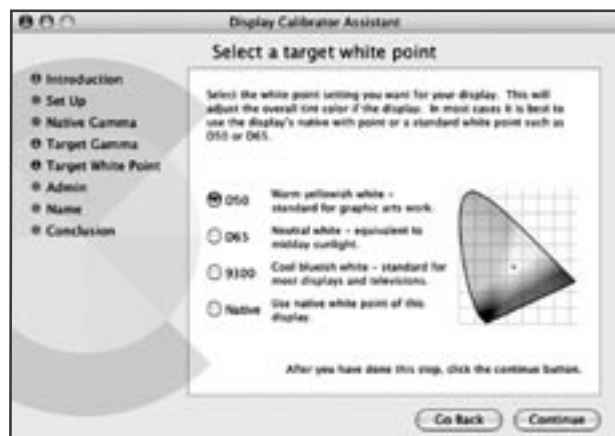 Display Calibrator Assistant
Select a target white point
Introduction
Set Up
Native Gamma
Target Gamma
Target White Point
Admin
Name
Conclusion
Select the white point setting you want for your display. This will
adjust the overall tint color if the display. In most cases it is best to
use the display's native with point or a standard white point such as
D50 or D65.
D50 Warm yellowish white -
standard for graphic arts work.
D65 Neutral white - equivalent to
midday sunlight.
9300 Cool blueish white - standard for
most displays and televisions.
Native Use native white point of this
display.
After you have done this step, click the continue button.
Go Back
Continue